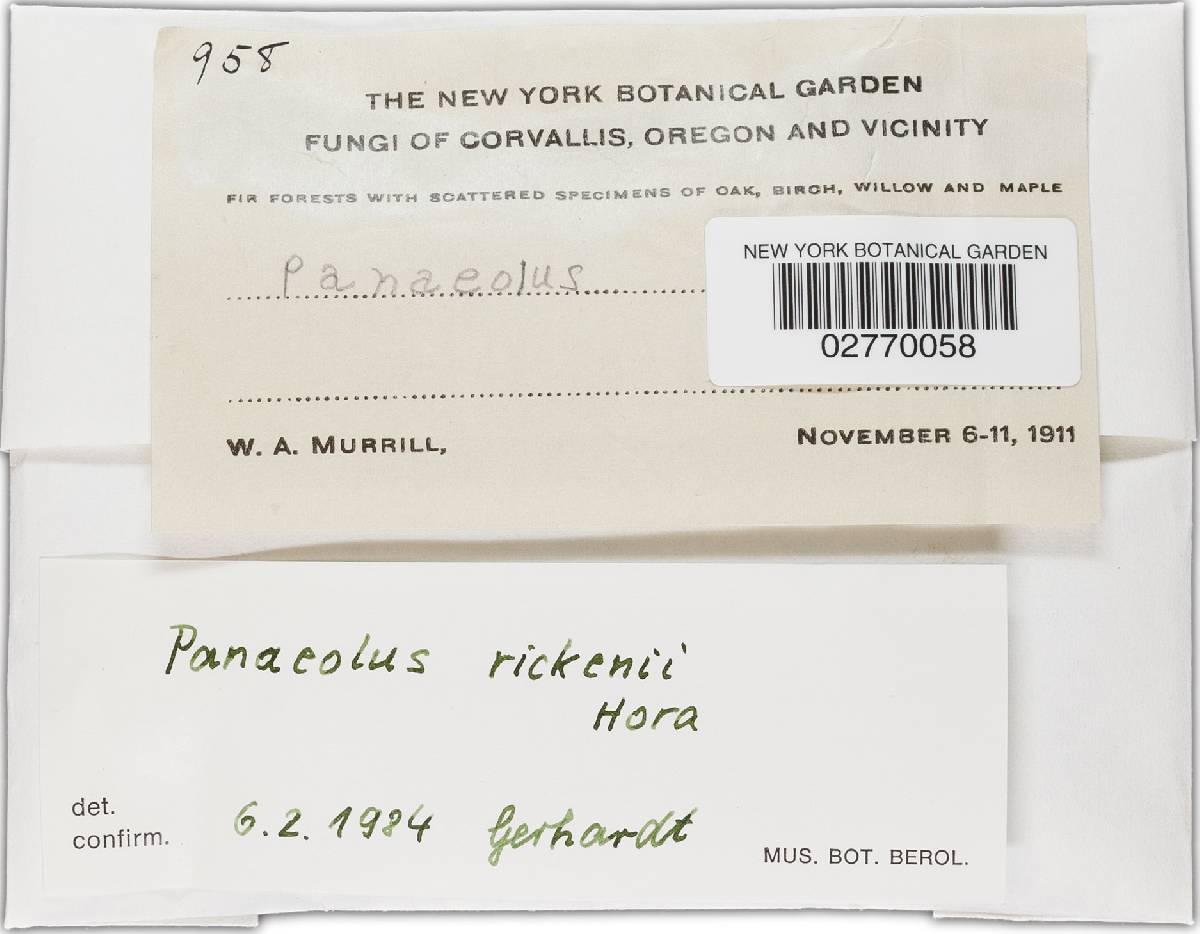 958
THE NEW YORK BOTANICAL GARDEN
FUNGI OF CORVALLIS, OREGON AND VICINITY
FIR FORESTS WITH SCATTERED SPECIMENS OF OAK, BIRCH, WILLOW AND MAPLE
Panaeolus
NEW YORK BOTANICAL GARDEN
02770058
W. A. MURRILL,
NOVEMBER 6-11, 1911
Panaeolus rickenii
Hora
det.
confirm.
6.2.1984 Gerhardt
MUS. BOT. BEROL.